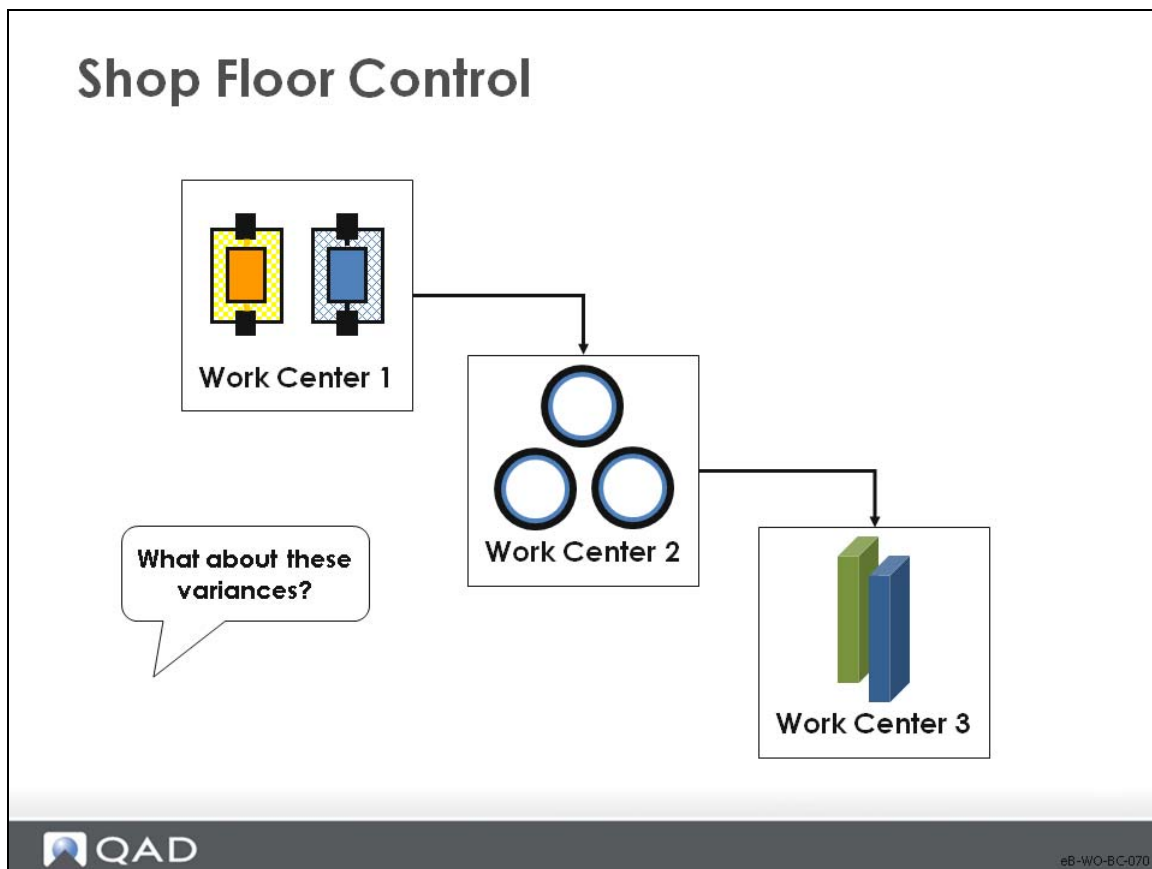 Shop Floor Control
Work Center 1
Work Center 2
What about these
variances?
Work Center 3
QAD
eB-WO-BC-070